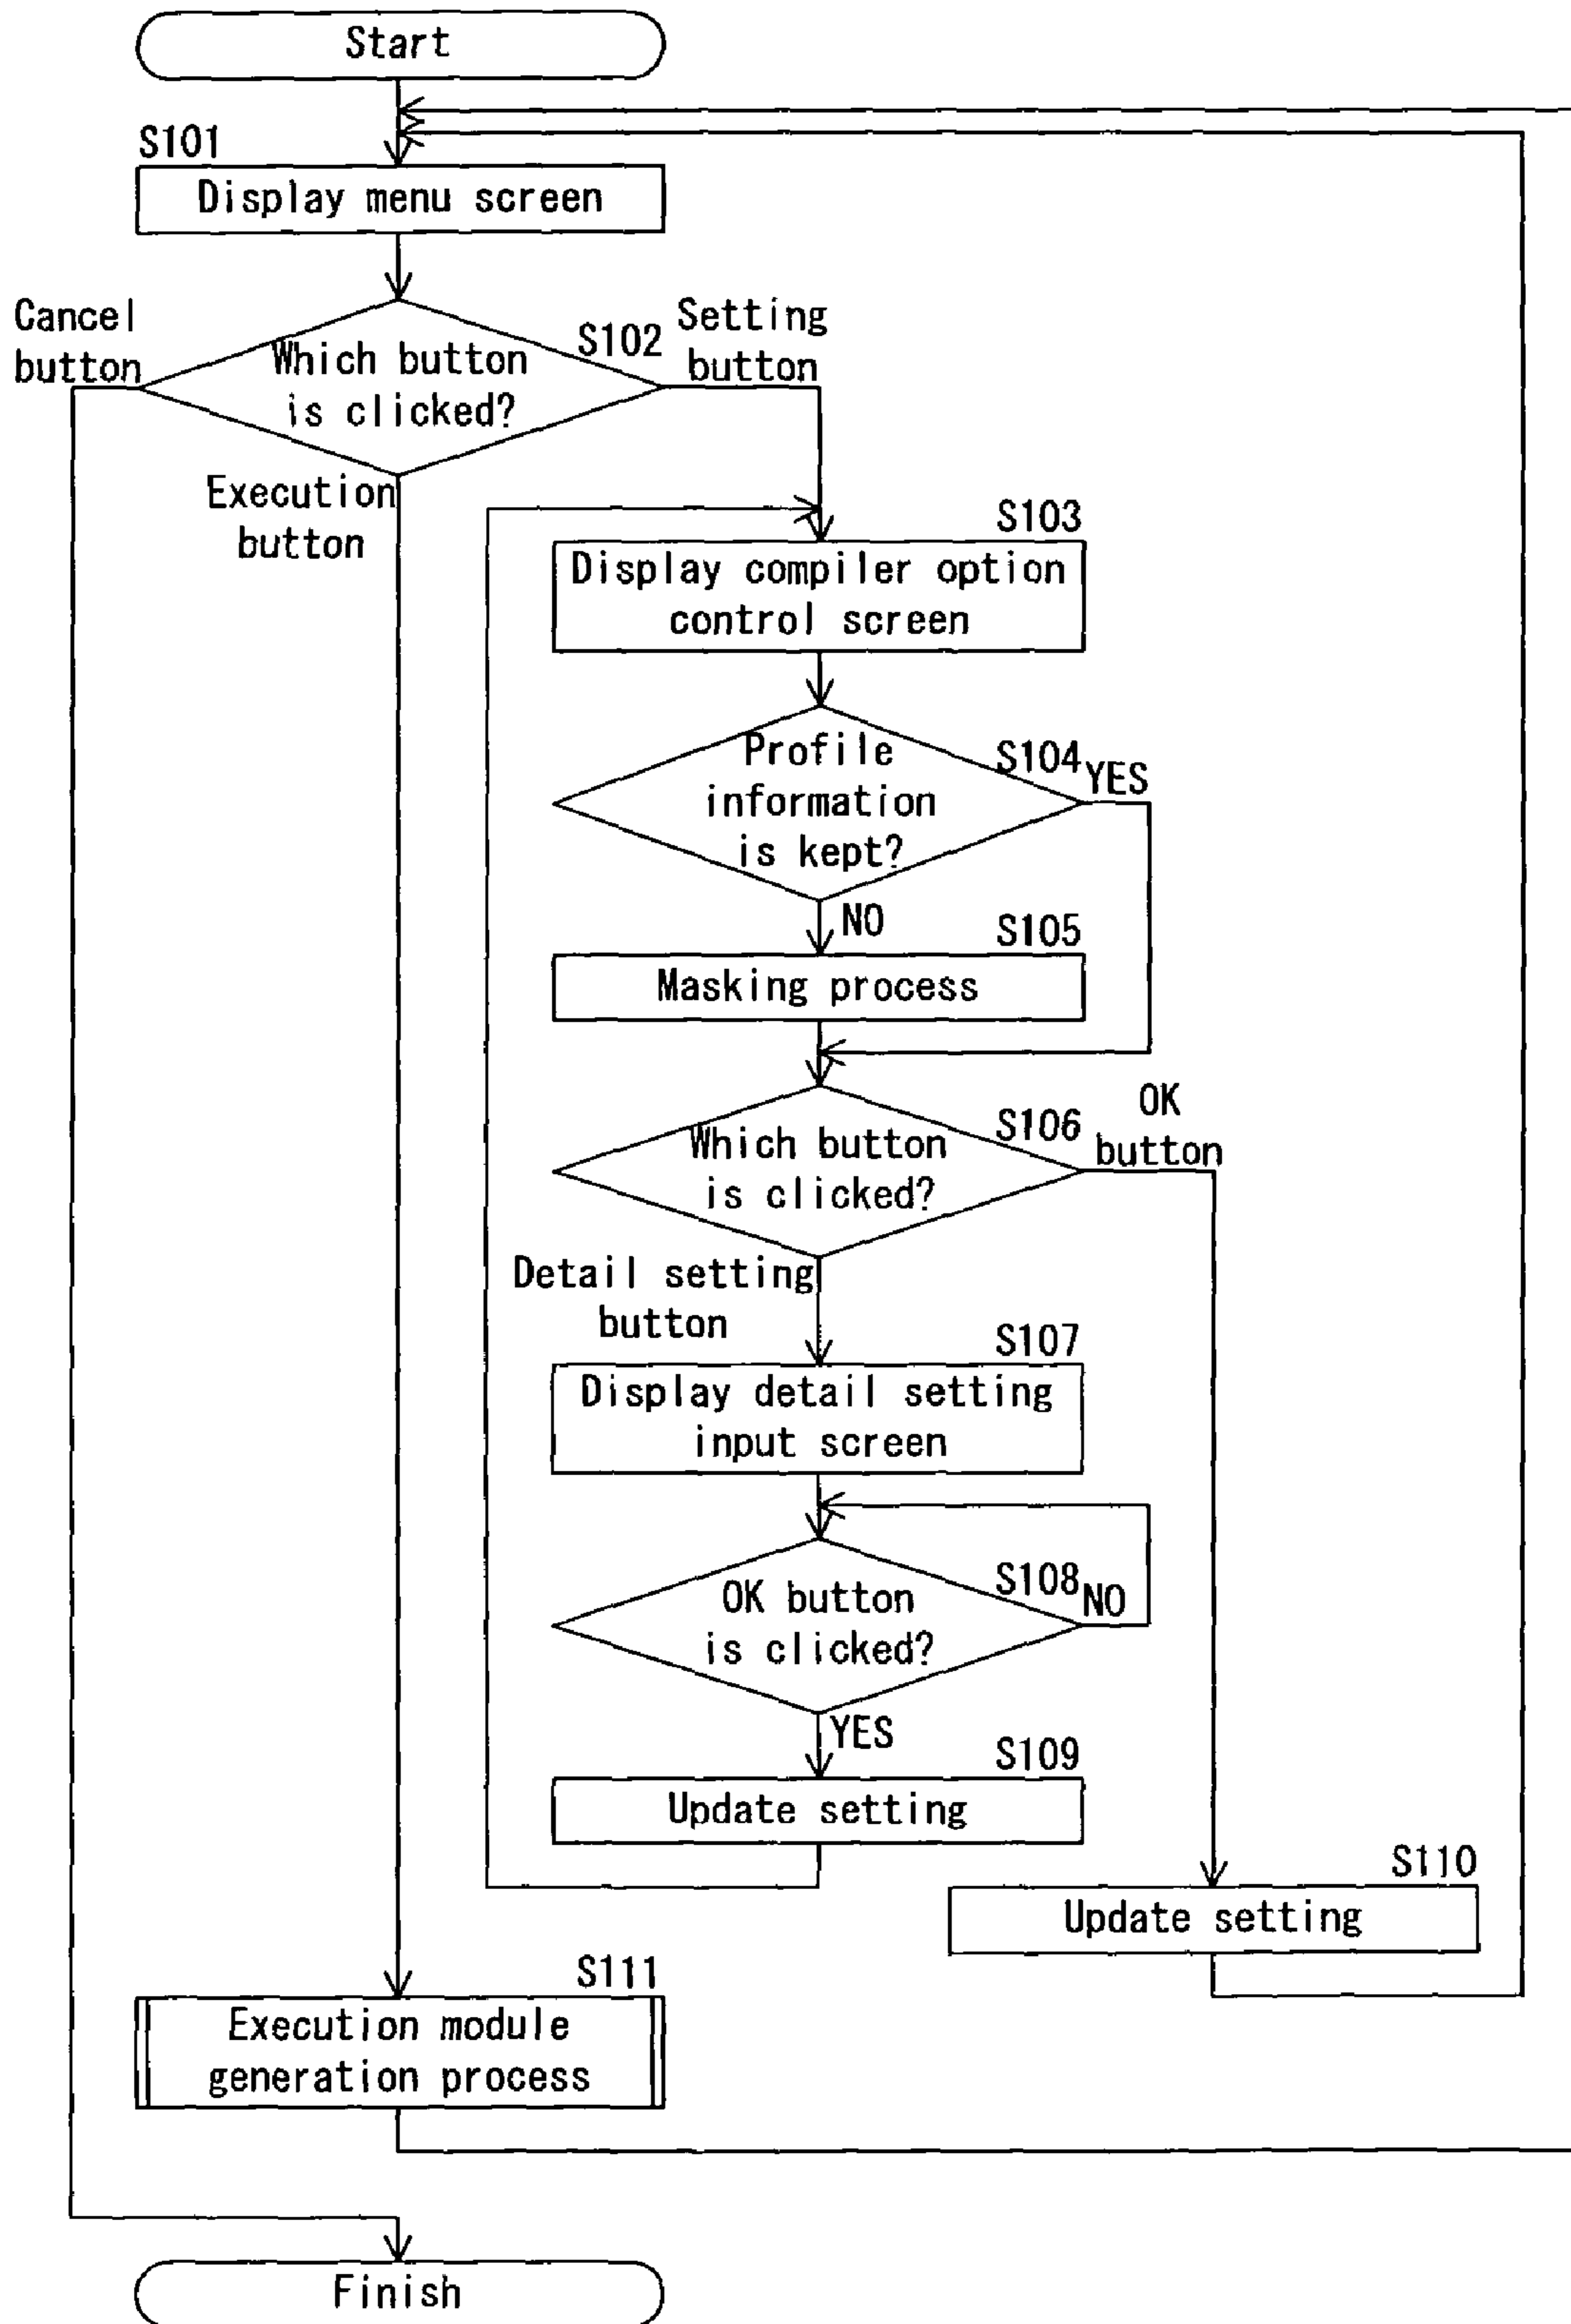 Start
S101
Display menu screen
Cancel
button
Which button
is clicked?
S102
Setting
button
Execution
button
S103
Display compiler option
control screen
Profile
information
is kept?
S104
YES
NO
S105
Masking process
Which button
is clicked?
S106
OK
button
Detail setting
button
S107
Display detail setting
input screen
OK button
is clicked?
S108
NO
YES
S109
Update setting
S110
Update setting
S111
Execution module
generation process
Finish